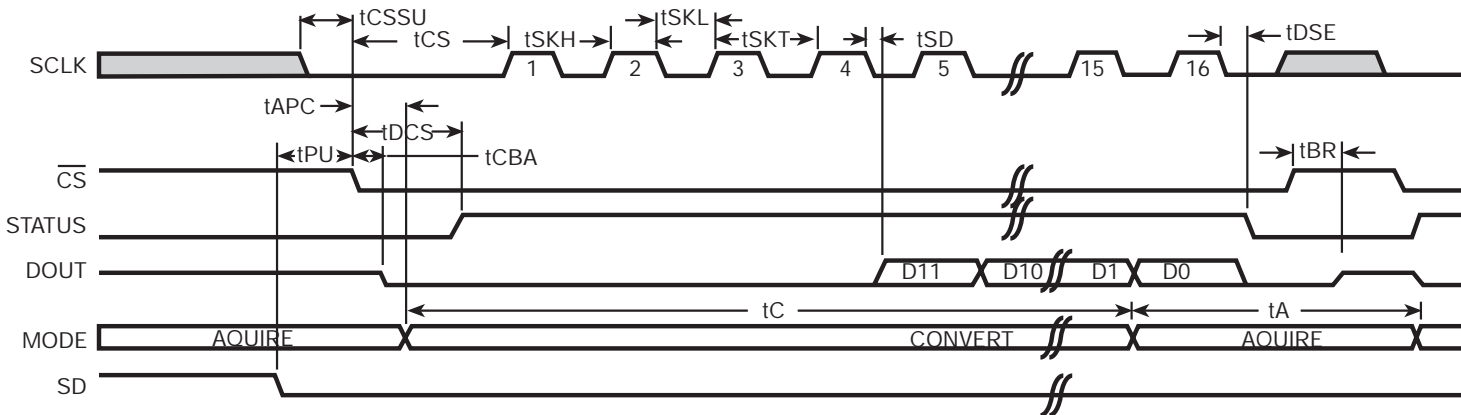 tCSSU
tSKL
tCS
tSKH
tSKT
tSD
tDSE
SCLK
1
2
3
4
5
15
16
tAPC
tDCS
tPU
tCBA
tBR
CS
STATUS
DOUT
D11
D10
D1
D0
tC
tA
MODE
AQUIRE
CONVERT
AQUIRE
SD